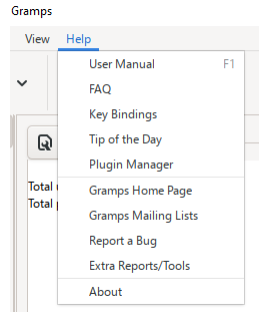 Gramps
View Help
User Manual F1
FAQ
Key Bindings
Tip of the Day
Plugin Manager
Gramps Home Page
Gramps Mailing Lists
Report a Bug
Extra Reports/Tools
About
Total
Total